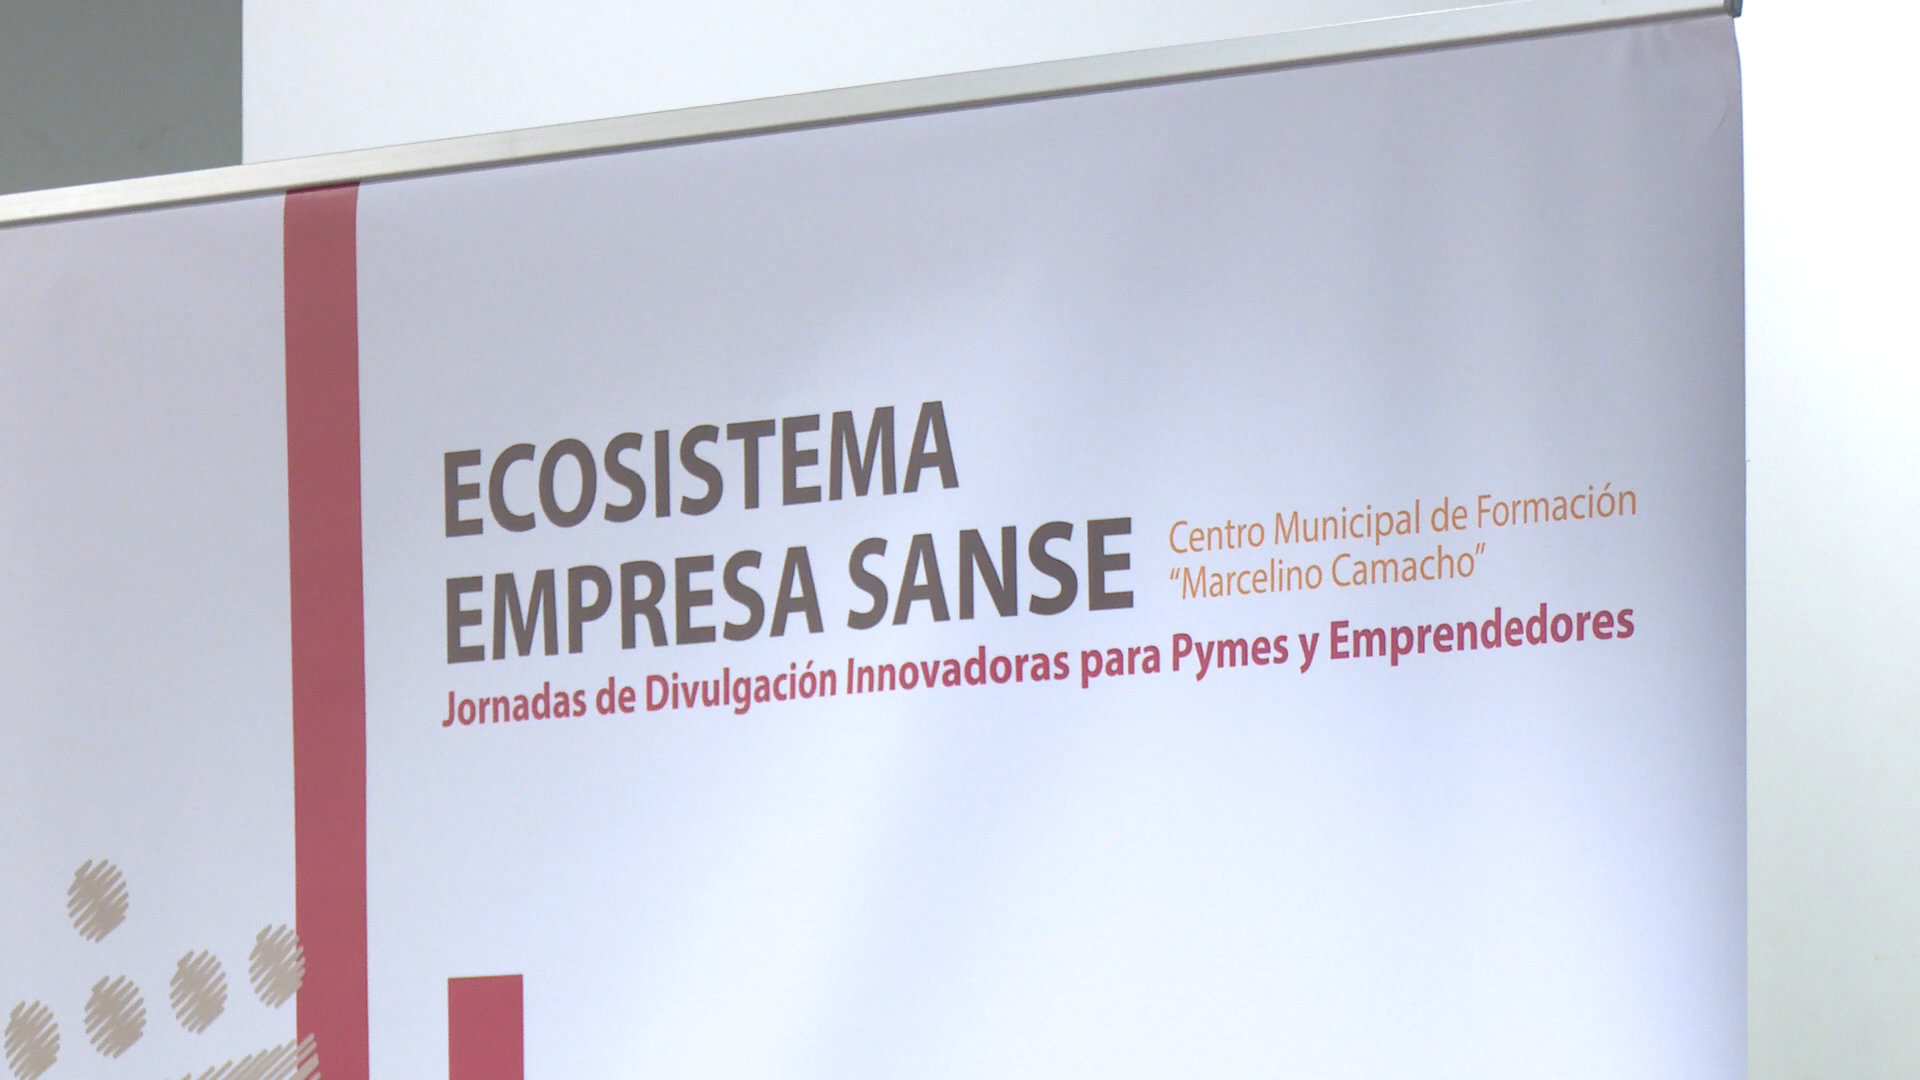 ECOSISTEMA
EMPRESA SANSE
Centro Municipal de Formación
“Marcelino Camacho”
Jornadas de Divulgación Innovadoras para Pymes y Emprendedores